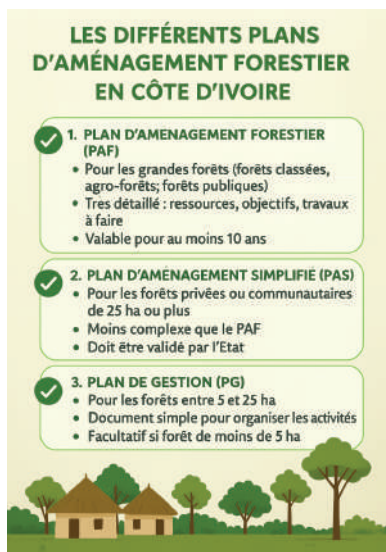 LES DIFFÉRENTS PLANS
D'AMÉNAGEMENT FORESTIER
EN CÔTE D'IVOIRE
1. PLAN D'AMENAGEMENT FORESTIER
(PAF)
• Pour les grandes forêts (forêts classées,
agro-forêts; forêts publiques)
• Tres détaillé : ressources, objectifs, travaux
à faire
• Valable pour au moins 10 ans
2. PLAN D'AMÉNAGEMENT SIMPLIFIÉ (PAS)
• Pour les forêts privées ou communautaires
de 25 ha ou plus
• Moins complexe que le PAF
• Doit être validé par l'Etat
3. PLAN DE GESTION (PG)
• Pour les forêts entre 5 et 25 ha
• Document simple pour organiser les activités
• Facultatif si forêt de moins de 5 ha